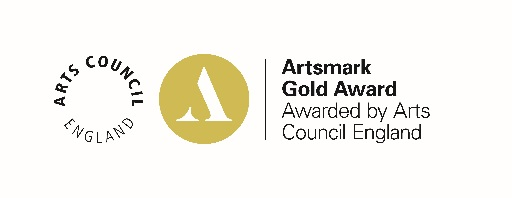 ARTS COUNCIL
ENGLAND
A
Artsmark
Gold Award
Awarded by Arts
Council England